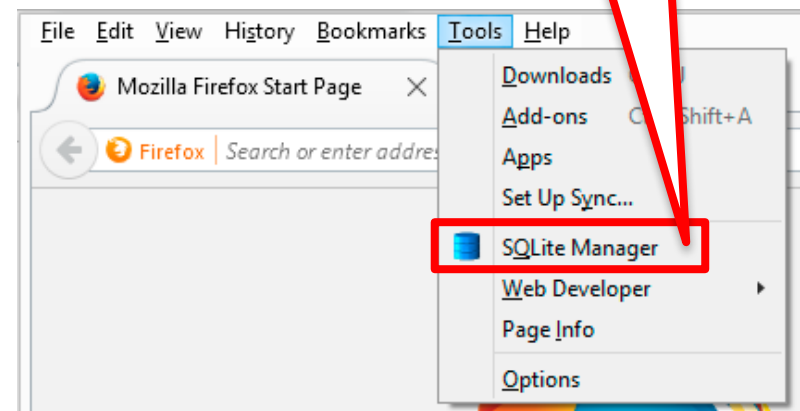 File Edit View History Bookmarks Tools Help
Mozilla Firefox Start Page
Firefox Search or enter addres
Downloads
Add-ons Shift+A
Apps
Set Up Sync...
SQLite Manager
Web Developer
Page Info
Options